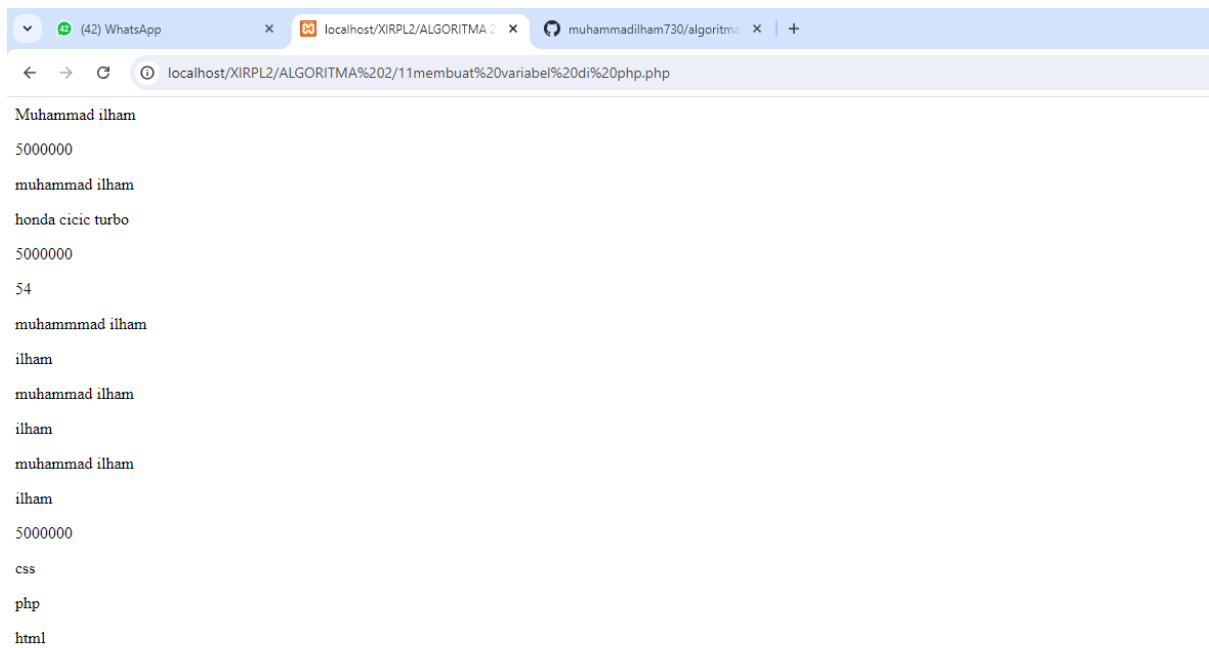 (42) WhatsApp
localhost/XIRPL2/ALGORITMA 2
muhammadilham730/algoritma
localhost/XIRPL2/ALGORITMA%202/11membuat%20variabel%20di%20php.php
Muhammad ilham
5000000
muhammad ilham
honda cicic turbo
5000000
54
muhammmad ilham
ilham
muhammad ilham
ilham
muhammad ilham
ilham
5000000
css
php
html